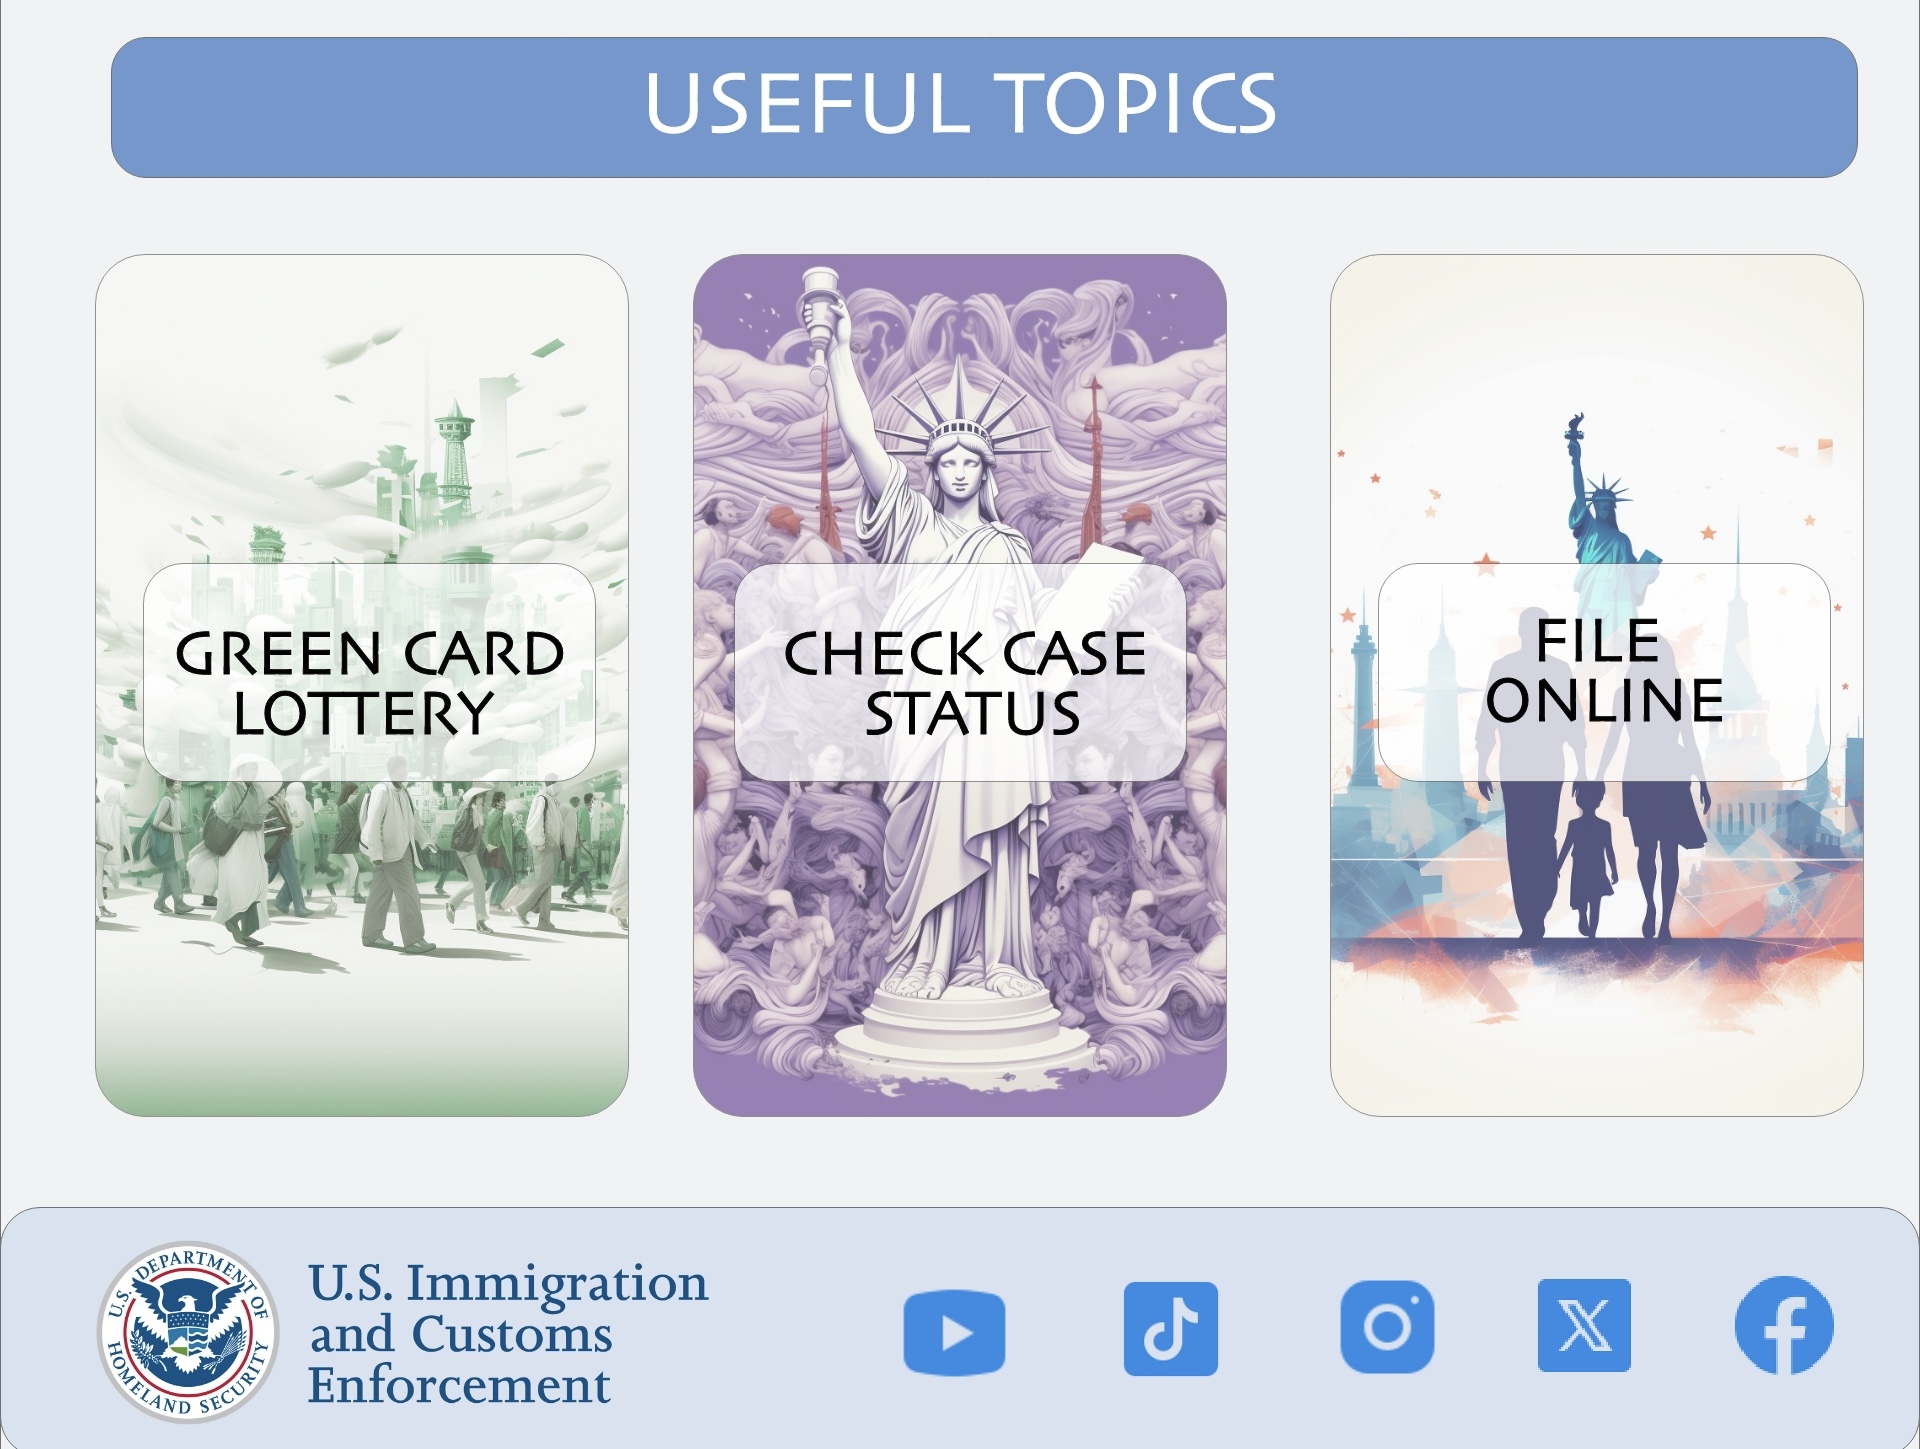 USEFUL TOPICS
GREEN CARD
LOTTERY
CHECK CASE
STATUS
FILE
ONLINE
U.S. DEPARTMENT OF
HOMELAND SECURITY
U.S. Immigration
and Customs
Enforcement